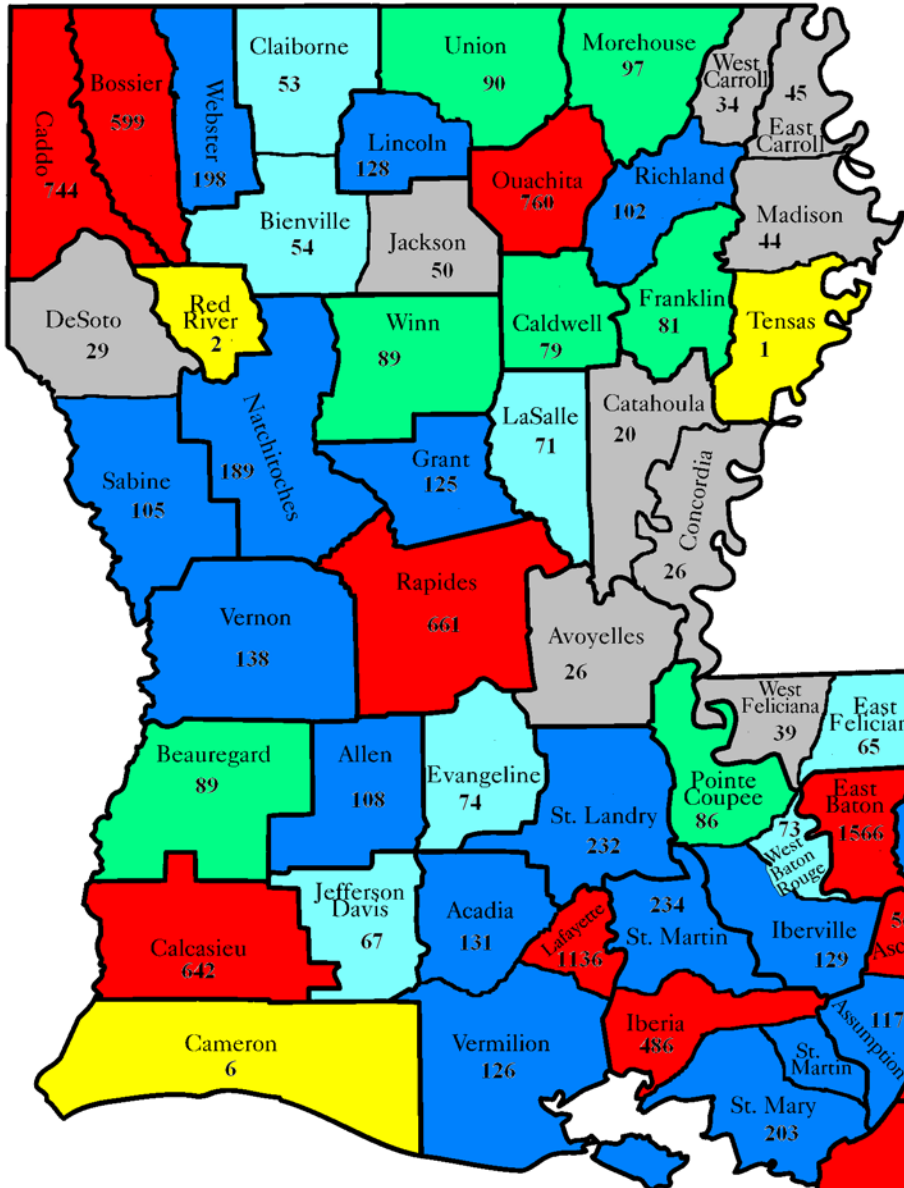 Claiborne
53
Union
90
Morehouse
97
West
Carroll
34
45
East
Carroll
Caddo
744
Bossier
599
Webster
198
Lincoln
128
Ouachita
760
Richland
102
Madison
44
Bienville
54
Jackson
50
DeSoto
29
Red
River
2
Winn
89
Caldwell
79
Franklin
81
Tensas
1
Natchitoches
189
Sabine
105
Grant
125
LaSalle
71
Catahoula
20
Concordia
26
Vernon
138
Rapides
661
Avoyelles
26
West
Feliciana
39
East
Felician
65
Beauregard
89
Allen
108
Evangeline
74
St. Landry
232
Pointe
Coupee
86
73
West
Baton
Rouge
East
Baton
1566
Calcasieu
642
Jefferson
Davis
67
Acadia
131
Lafayette
1136
234
St. Martin
Iberville
129
Asc
Cameron
6
Vermilion
126
Iberia
486
St.
Martin
Assumption
117
St. Mary
203